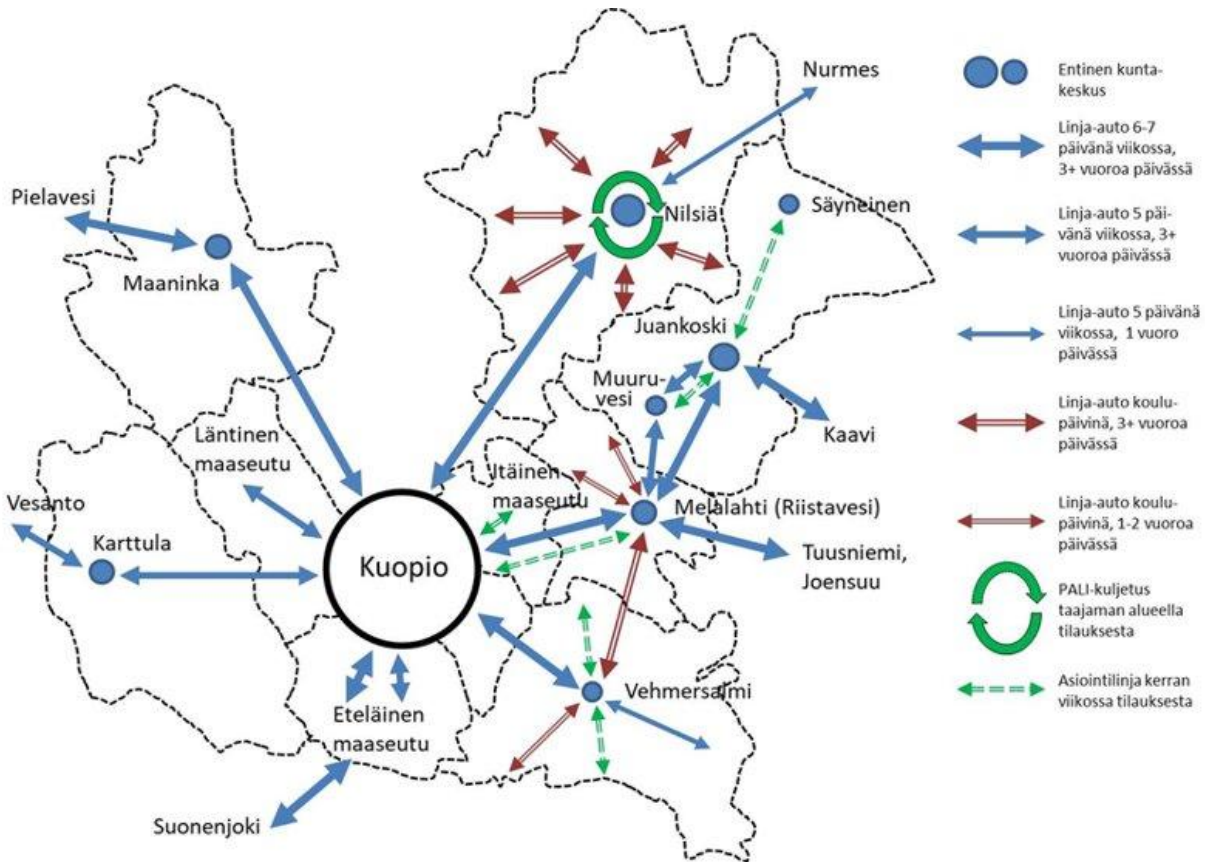 Nurmes
Pielavesi
Nilsiä
Säyneinen
Maaninka
Juankoski
Muuru-
vesi
Kaavi
Läntinen
maaseutu
Itäinen
maaseutu
Vesanto
Karttula
Melalahti (Riistavesi)
Kuopio
Tuusniemi,
Joensuu
Vehmersalmi
Eteläinen
maaseutu
Suonenjoki
Entinen kunta-
keskus
Linja-auto 6-7
päivänä viikossa,
3+ vuoroa päivässä
Linja-auto 5 päi-
vänä viikossa, 3+
vuoroa päivässä
Linja-auto 5 päivänä
viikossa, 1 vuoro
päivässä
Linja-auto koulu-
päivinä, 3+ vuoroa
päivässä
Linja-auto koulu-
päivinä, 1-2 vuoroa
päivässä
PALI-kuljetus
taajaman alueella
tilauksesta
Asiointilinja kerran
viikossa tilauksesta